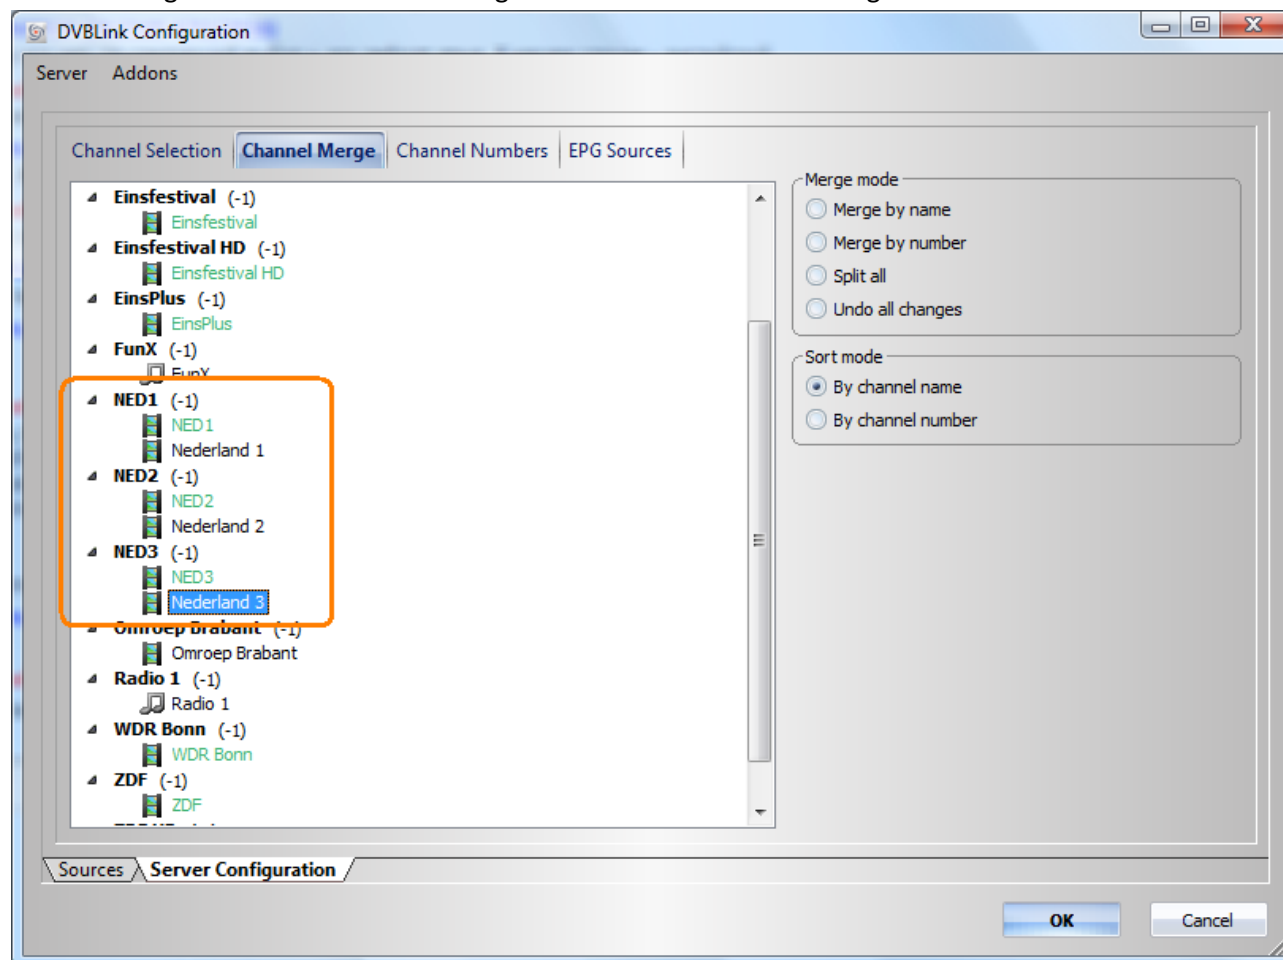 DVBLink Configuration
Server Addons
Channel Selection Channel Merge Channel Numbers EPG Sources
Einsfestival (-1)
Einsfestival
Einsfestival HD (-1)
Einsfestival HD
EinsPlus (-1)
EinsPlus
FunX (-1)
FunX
NED1 (-1)
NED1
Nederland 1
NED2 (-1)
NED2
Nederland 2
NED3 (-1)
NED3
Nederland 3
Omroep Brabant (-1)
Omroep Brabant
Radio 1 (-1)
Radio 1
WDR Bonn (-1)
WDR Bonn
ZDF (-1)
ZDF
Merge mode
Merge by name
Merge by number
Split all
Undo all changes
Sort mode
By channel name
By channel number
Sources Server Configuration
OK Cancel